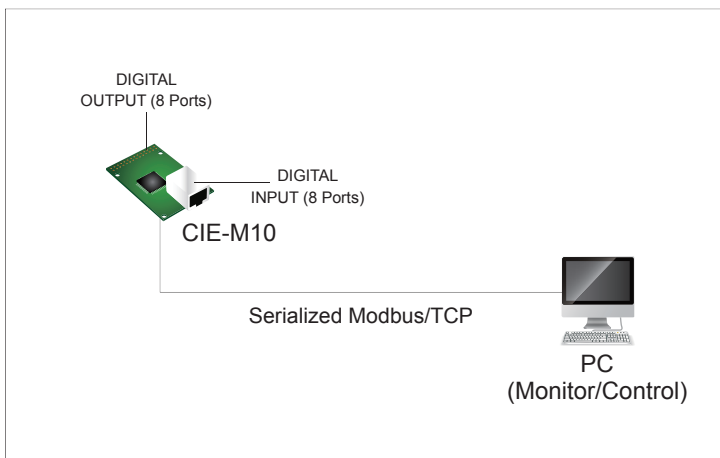 DIGITAL
OUTPUT (8 Ports)
DIGITAL
INPUT (8 Ports)
CIE-M10
Serialized Modbus/TCP
PC
(Monitor/Control)